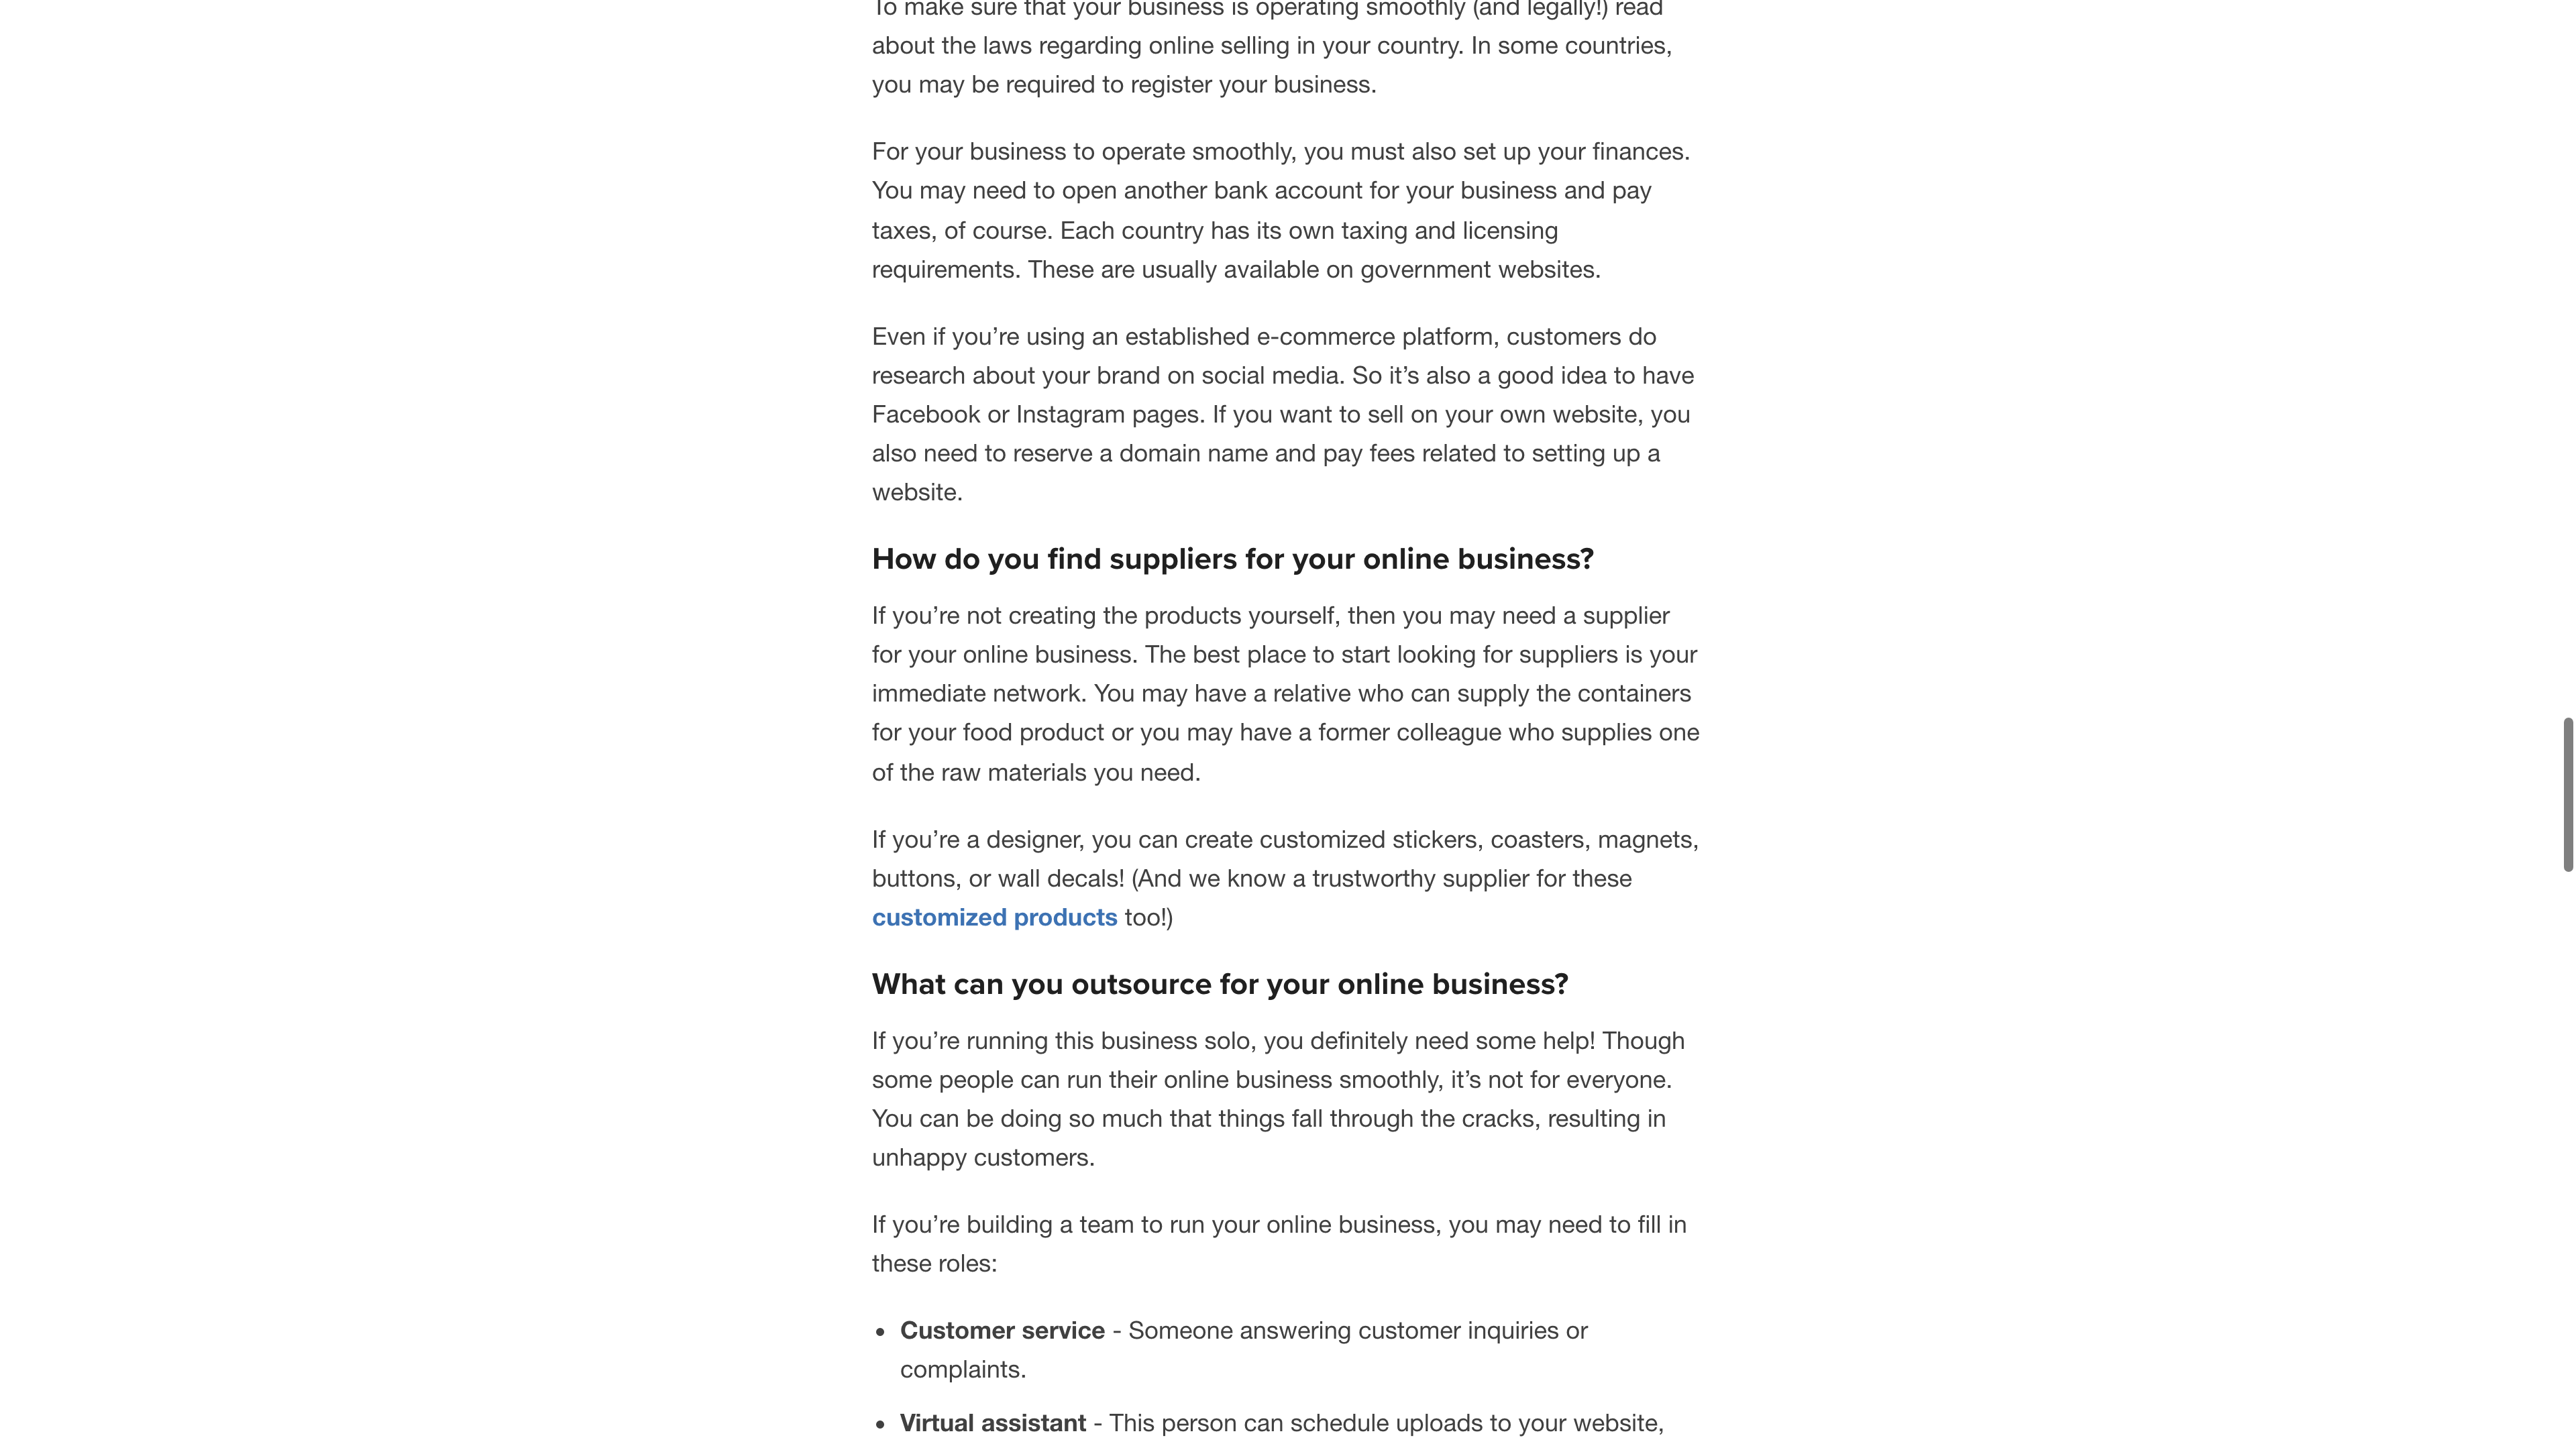 To make sure that your business is operating smoothly (and legally!) read
about the laws regarding online selling in your country. In some countries,
you may be required to register your business.
For your business to operate smoothly, you must also set up your finances.
You may need to open another bank account for your business and pay
taxes, of course. Each country has its own taxing and licensing
requirements. These are usually available on government websites.
Even if you’re using an established e-commerce platform, customers do
research about your brand on social media. So it’s also a good idea to have
Facebook or Instagram pages. If you want to sell on your own website, you
also need to reserve a domain name and pay fees related to setting up a
website.
How do you find suppliers for your online business?
If you’re not creating the products yourself, then you may need a supplier
for your online business. The best place to start looking for suppliers is your
immediate network. You may have a relative who can supply the containers
for your food product or you may have a former colleague who supplies one
of the raw materials you need.
If you’re a designer, you can create customized stickers, coasters, magnets,
buttons, or wall decals! (And we know a trustworthy supplier for these
customized products too!)
What can you outsource for your online business?
If you’re running this business solo, you definitely need some help! Though
some people can run their online business smoothly, it’s not for everyone.
You can be doing so much that things fall through the cracks, resulting in
unhappy customers.
If you’re building a team to run your online business, you may need to fill in
these roles:
• Customer service - Someone answering customer inquiries or
complaints.
• Virtual assistant - This person can schedule uploads to your website,